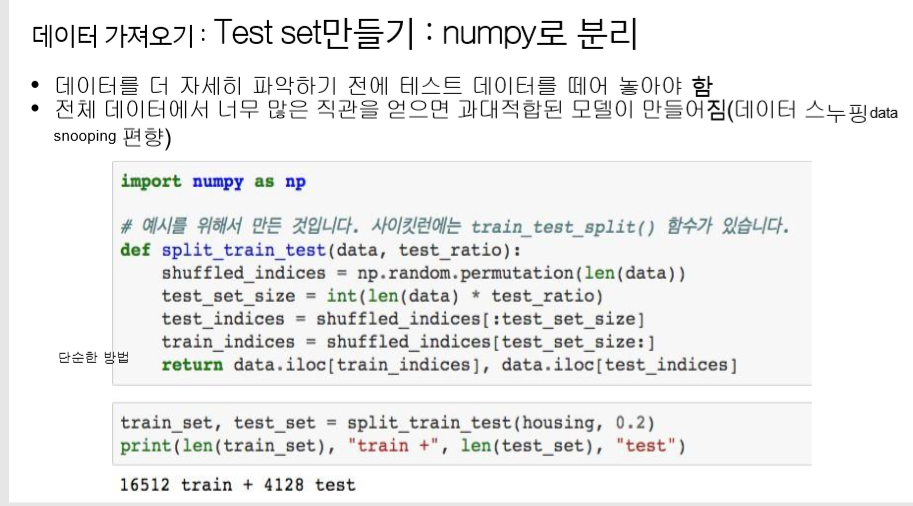 데이터 가져오기 : Test set만들기 : numpy로 분리
• 데이터를 더 자세히 파악하기 전에 테스트 데이터를 떼어 놓아야 함
• 전체 데이터에서 너무 많은 직관을 얻으면 과대적합된 모델이 만들어짐(데이터 스누핑data
snooping 편향)
import numpy as np
# 예시를 위해서 만든 것입니다. 사이킷런에는 train_test_split() 함수가 있습니다.
def split_train_test(data, test_ratio):
    shuffled_indices = np.random.permutation(len(data))
    test_set_size = int(len(data) * test_ratio)
    test_indices = shuffled_indices[:test_set_size]
    train_indices = shuffled_indices[test_set_size:]
단순한 방법
    return data.iloc[train_indices], data.iloc[test_indices]
train_set, test_set = split_train_test(housing, 0.2)
print(len(train_set), "train +", len(test_set), "test")
16512 train + 4128 test